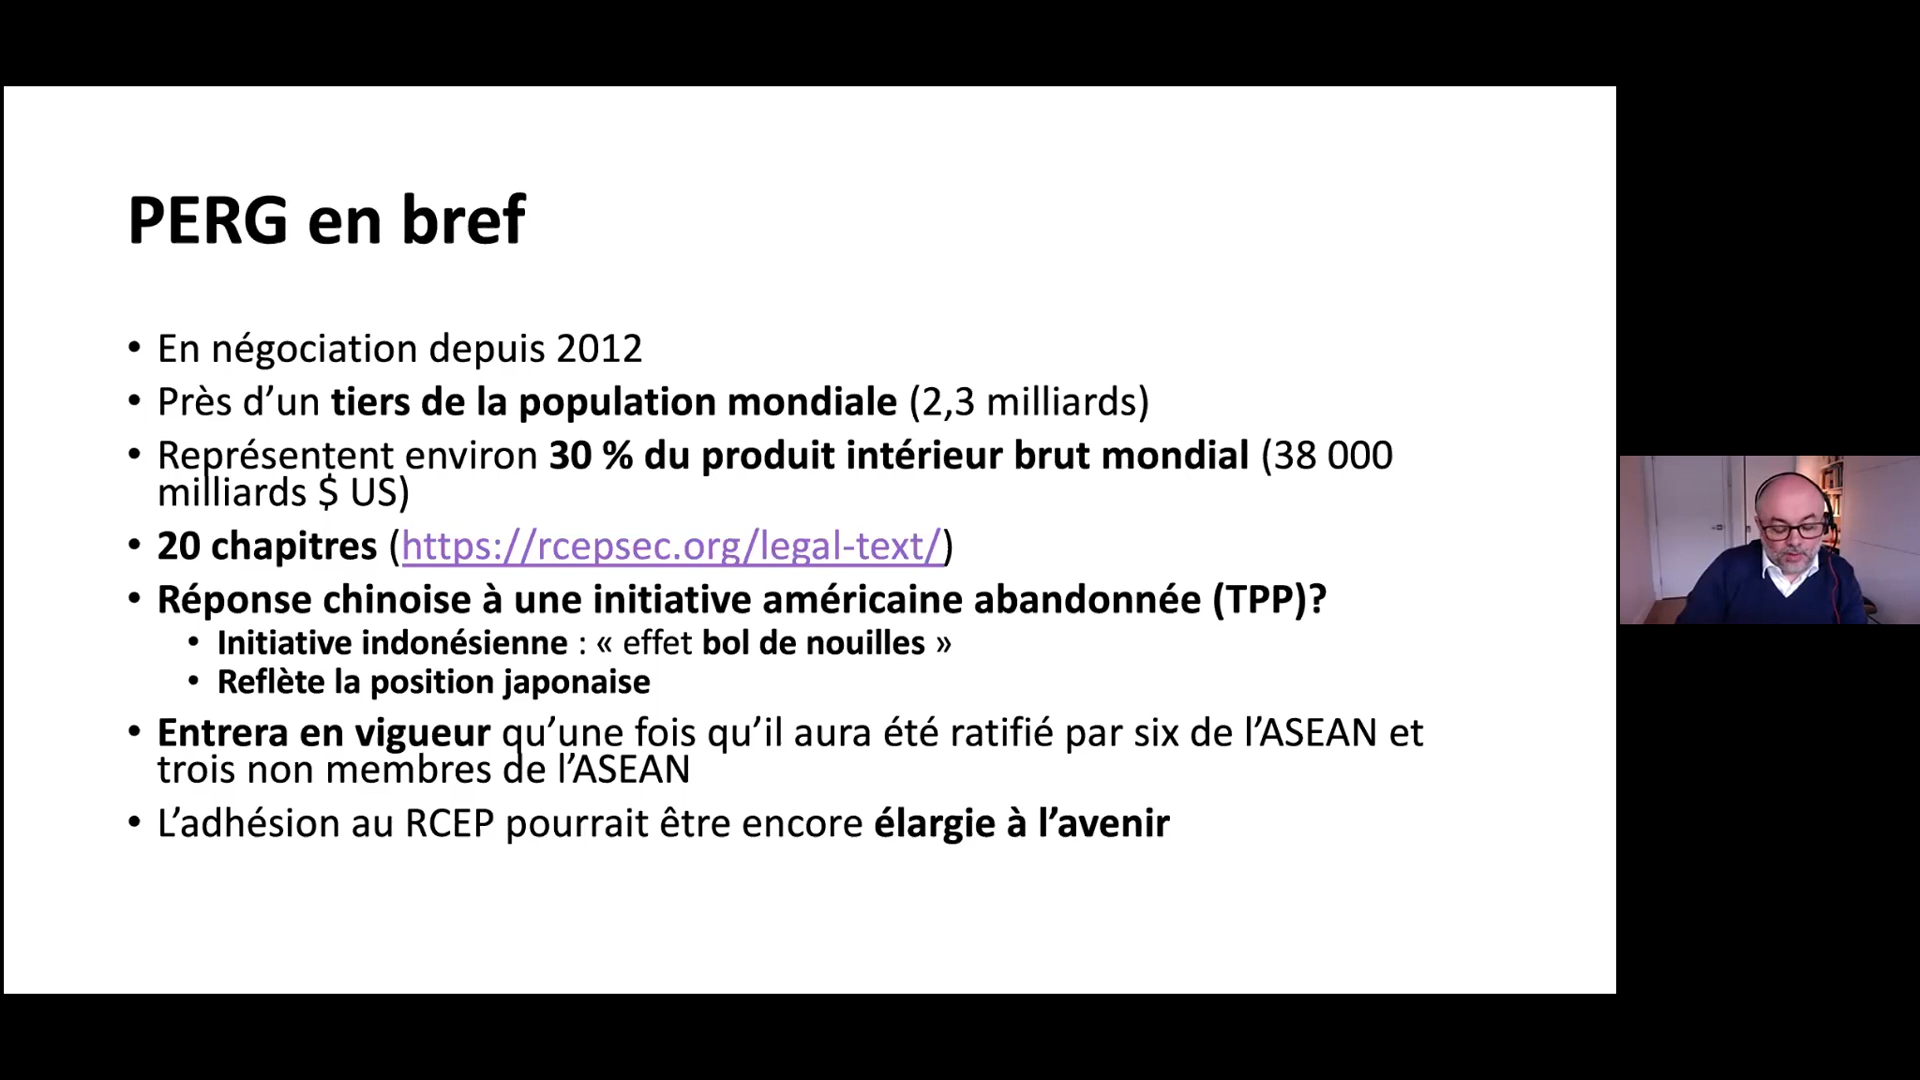 PERG en bref
• En négociation depuis 2012
• Près d’un tiers de la population mondiale (2,3 milliards)
• Représentent environ 30 % du produit intérieur brut mondial (38 000
milliards $ US)
• 20 chapitres (https://rcepsec.org/legal-text/)
• Réponse chinoise à une initiative américaine abandonnée (TPP)?
• Initiative indonésienne : « effet bol de nouilles »
• Reflète la position japonaise
• Entrera en vigueur qu’une fois qu’il aura été ratifié par six de l’ASEAN et
trois non membres de l’ASEAN
• L’adhésion au RCEP pourrait être encore élargie à l’avenir